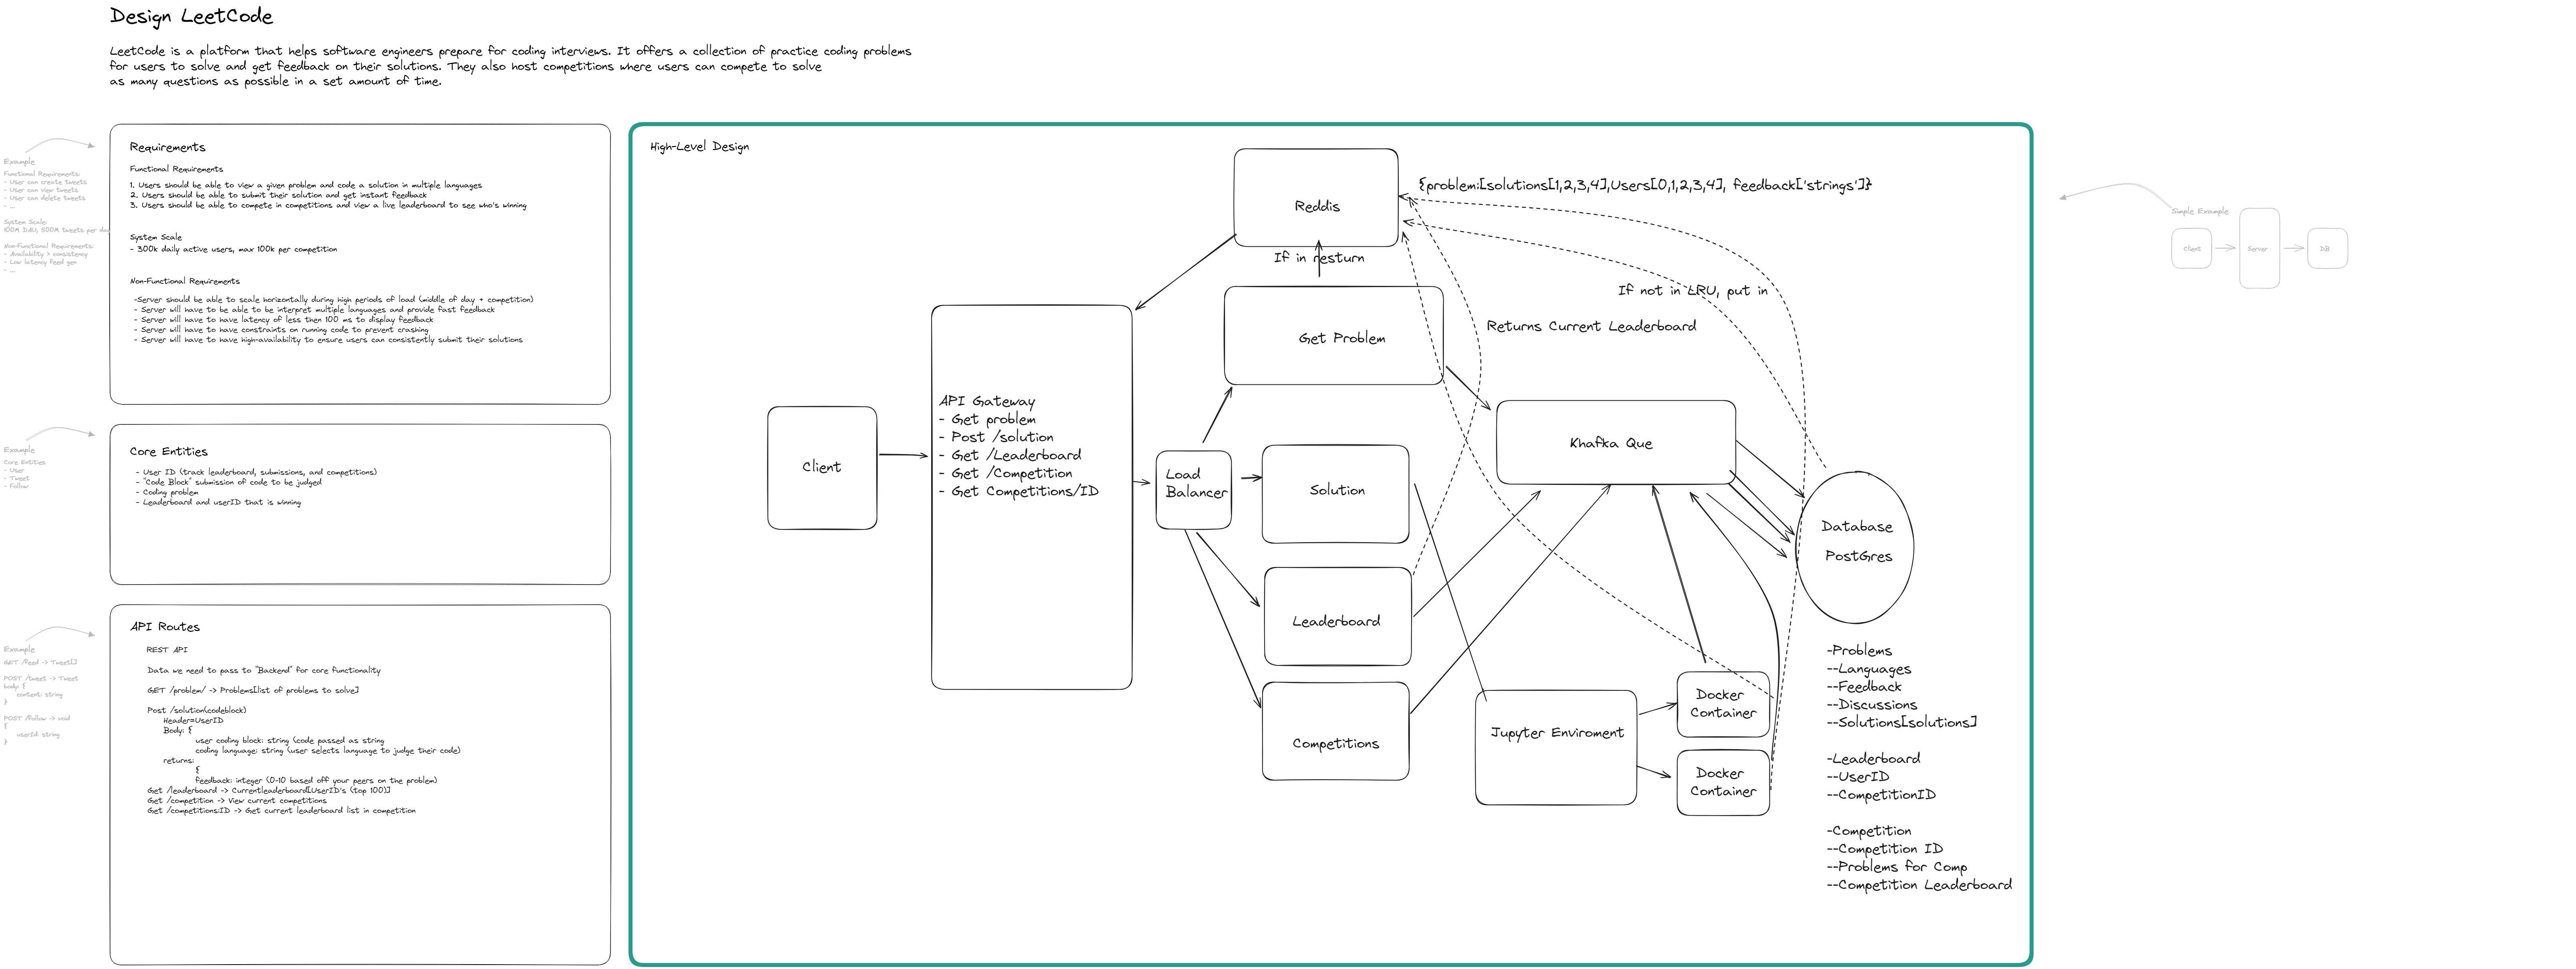 Design LeetCode
LeetCode is a platform that helps software engineers prepare for coding interviews. It offers a collection of practice coding problems
for users to solve and get feedback on their solutions. They also host competitions where users can compete to solve
as many questions as possible in a set amount of time.
Example
Functional Requirements:
- User can create tweets
- User can view tweets
- User can delete tweets
- ...
System Scale:
100M DAU, 500M tweets per day
Non-Functional Requirements:
- Availability > consistency
- Low latency feed gen
- ...
Requirements
Functional Requirements
1. Users should be able to view a given problem and code a solution in multiple languages
2. Users should be able to submit their solution and get instant feedback
3. Users should be able to compete in competitions and view a live leaderboard to see who's winning
System Scale
- 300k daily active users, max 100k per competition
Non-Functional Requirements
-Server should be able to scale horizontally during high periods of load (middle of day + competition)
- Server will have to be able to be interpret multiple languages and provide fast feedback
- Server will have to have latency of less then 100 ms to display feedback
- Server will have to have constraints on running code to prevent crashing
- Server will have to have high-availability to ensure users can consistently submit their solutions
Example
Core Entities
- User
- Tweet
- Follow
Core Entities
- User ID (track leaderboard, submissions, and competitions)
- "Code Block" submission of code to be judged
- Coding problem
- Leaderboard and userID that is winning
Example
GET /feed -> Tweet[]
POST /tweet -> Tweet
body: {
content: string
}
POST /follow -> void
{
userId: string
}
API Routes
REST API
Data we need to pass to "Backend" for core functionality
GET /problem/ -> Problems[list of problems to solve]
Post /solution(codeblock)
Header=UserID
Body: {
user coding block: string (code passed as string
coding language: string (user selects language to judge their code)
returns:
{
feedback: integer (0-10 based off your peers on the problem)
Get /leaderboard -> Currentleaderboard[UserID's (top 100)]
Get /competition -> View current competitions
Get /competitions:ID -> Get current leaderboard list in competition
High-Level Design
Client
API Gateway
- Get problem
- Post /solution
- Get /Leaderboard
- Get /Competition
- Get Competitions/ID
Load
Balancer
Reddis
{problem:[solutions[1,2,3,4],Users[0,1,2,3,4], feedback['strings']}
If in resturn
If not in LRU, put in
Returns Current Leaderboard
Get Problem
Solution
Leaderboard
Competitions
Khafka Que
Jupyter Enviroment
Docker
Container
Docker
Container
Database
PostGres
-Problems
--Languages
--Feedback
--Discussions
--Solutions[solutions]
-Leaderboard
--UserID
--CompetitionID
-Competition
--Competition ID
--Problems for Comp
--Competition Leaderboard
Simple Example
Client
Server
DB